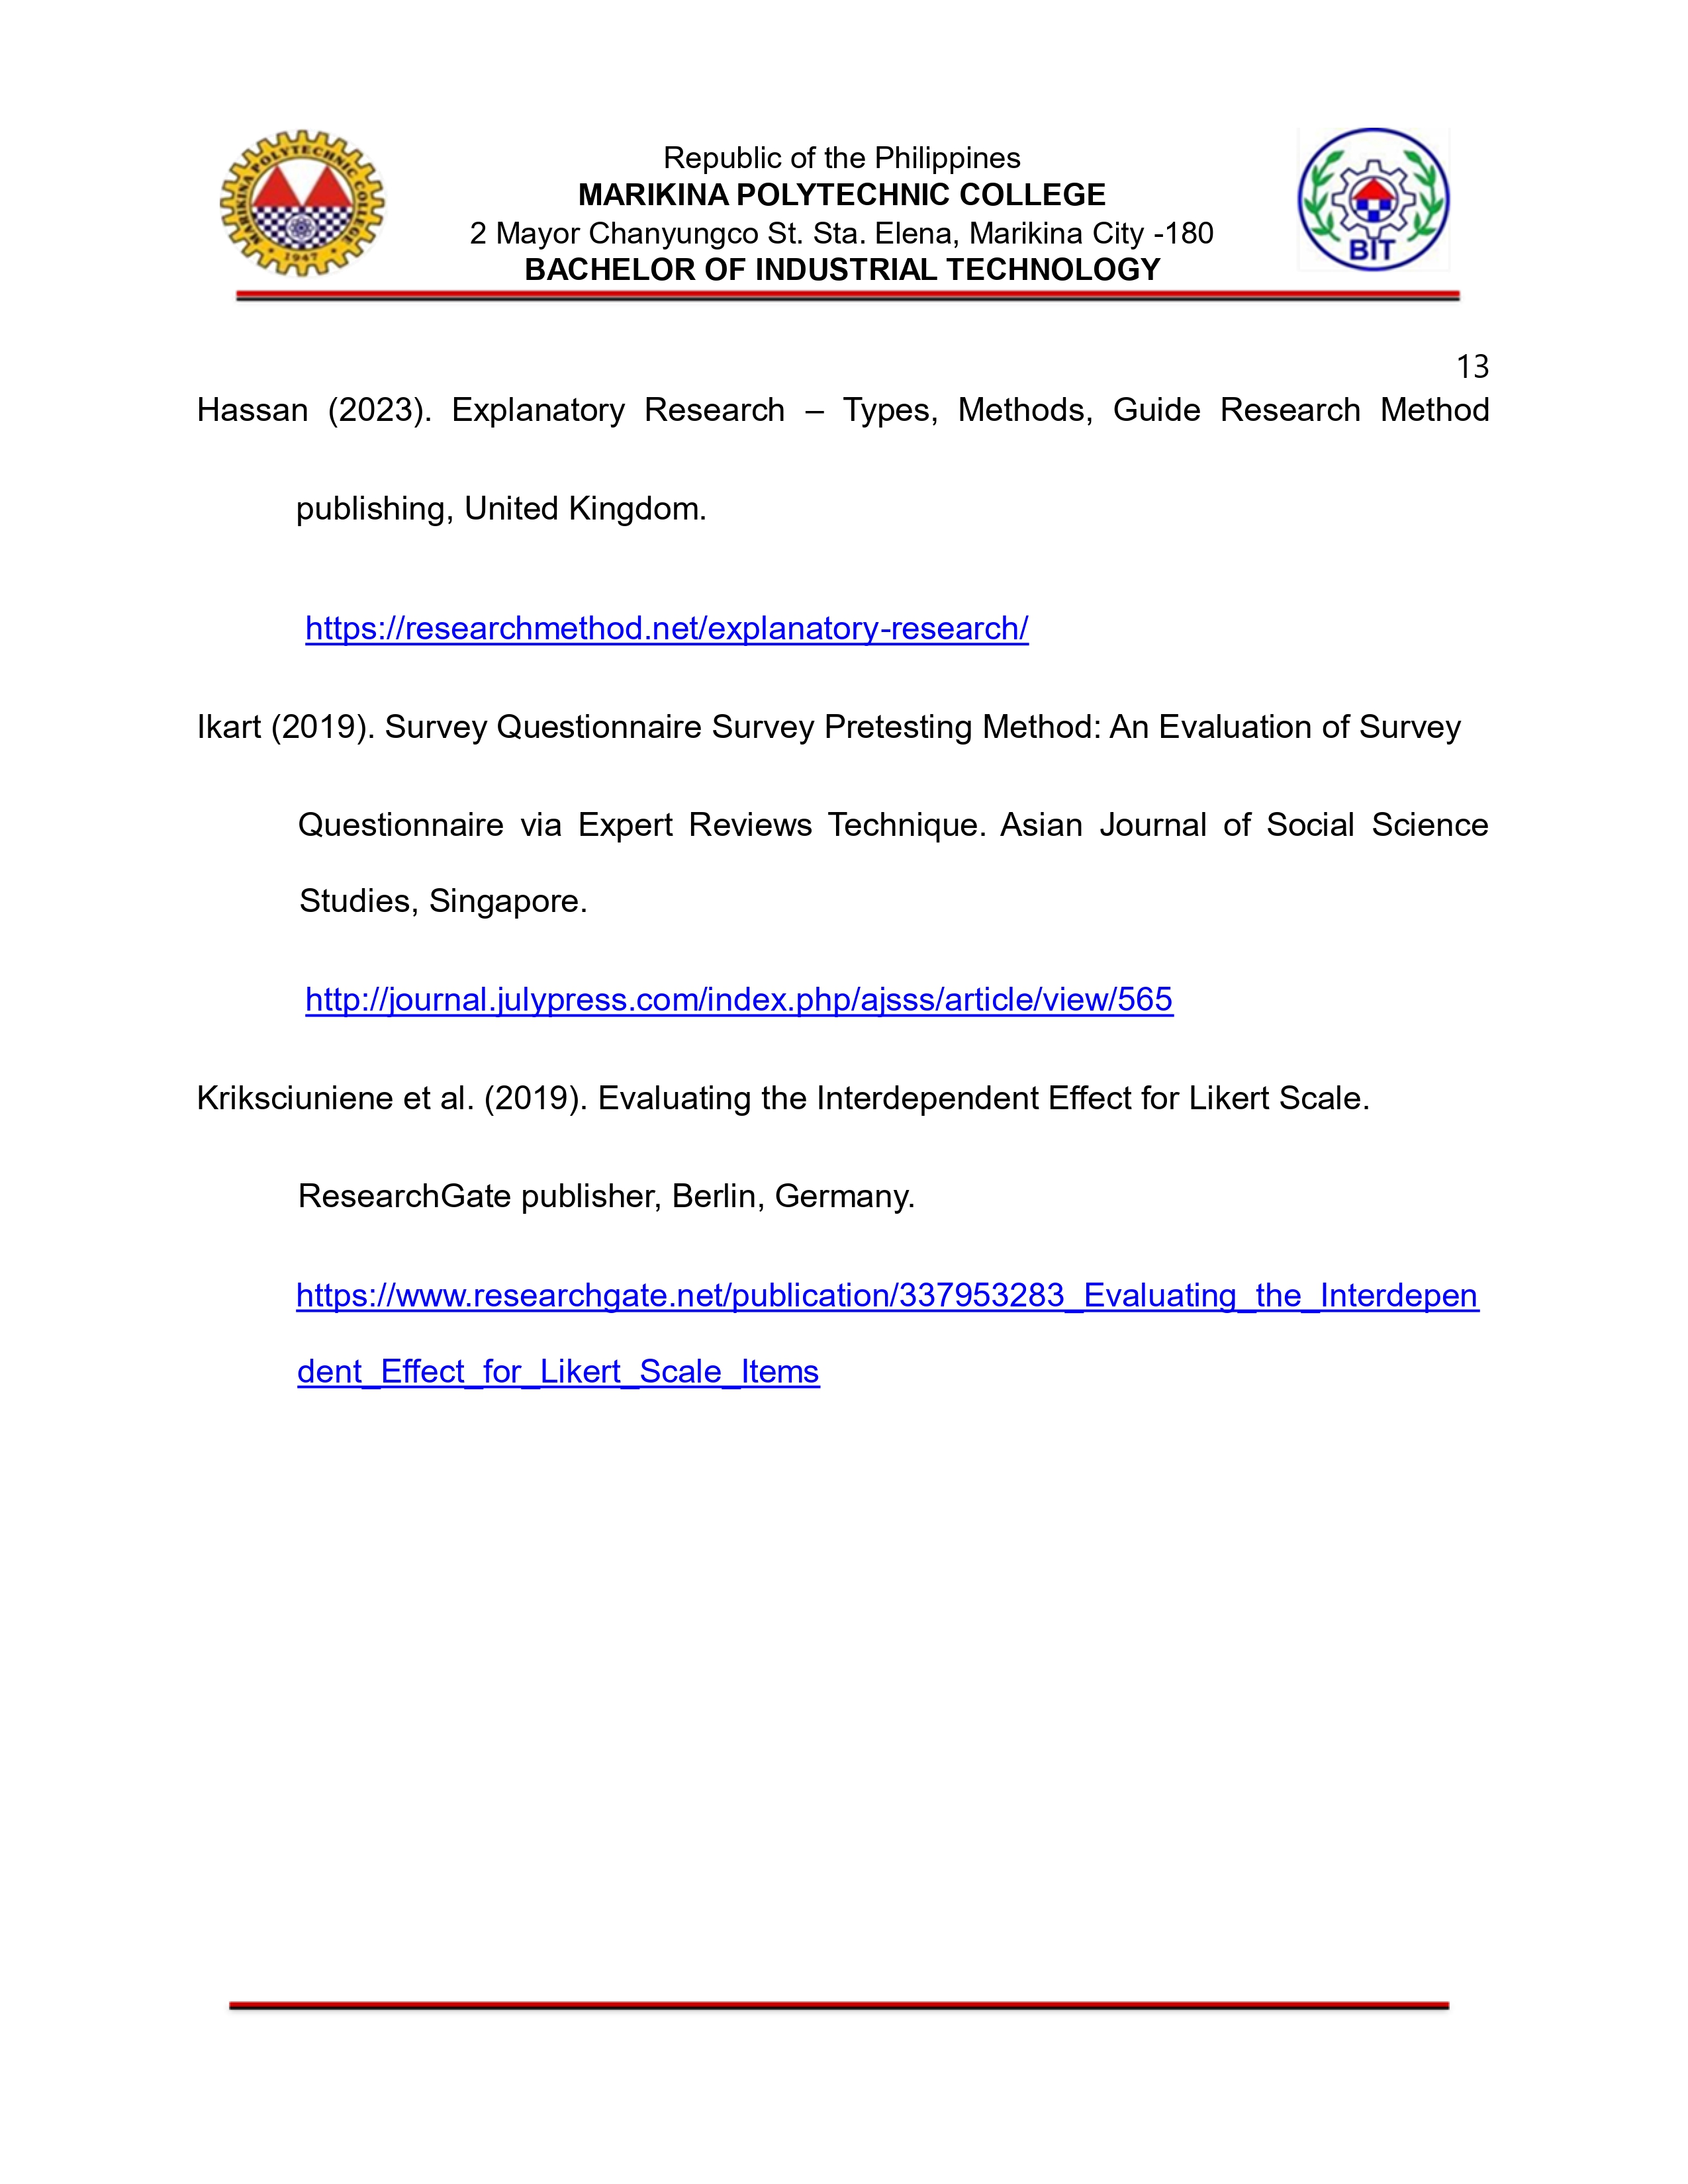 MARIKINA POLYTECHNIC COLLEGE
1947
Republic of the Philippines
MARIKINA POLYTECHNIC COLLEGE
2 Mayor Chanyungco St. Sta. Elena, Marikina City -180
BACHELOR OF INDUSTRIAL TECHNOLOGY
BIT
13
Hassan (2023). Explanatory Research – Types, Methods, Guide Research Method
publishing, United Kingdom.
https://researchmethod.net/explanatory-research/
Ikart (2019). Survey Questionnaire Survey Pretesting Method: An Evaluation of Survey
Questionnaire via Expert Reviews Technique. Asian Journal of Social Science
Studies, Singapore.
http://journal.julypress.com/index.php/ajsss/article/view/565
Kriksciuniene et al. (2019). Evaluating the Interdependent Effect for Likert Scale.
ResearchGate publisher, Berlin, Germany.
https://www.researchgate.net/publication/337953283_Evaluating_the_Interdepen
dent_Effect_for_Likert_Scale_Items